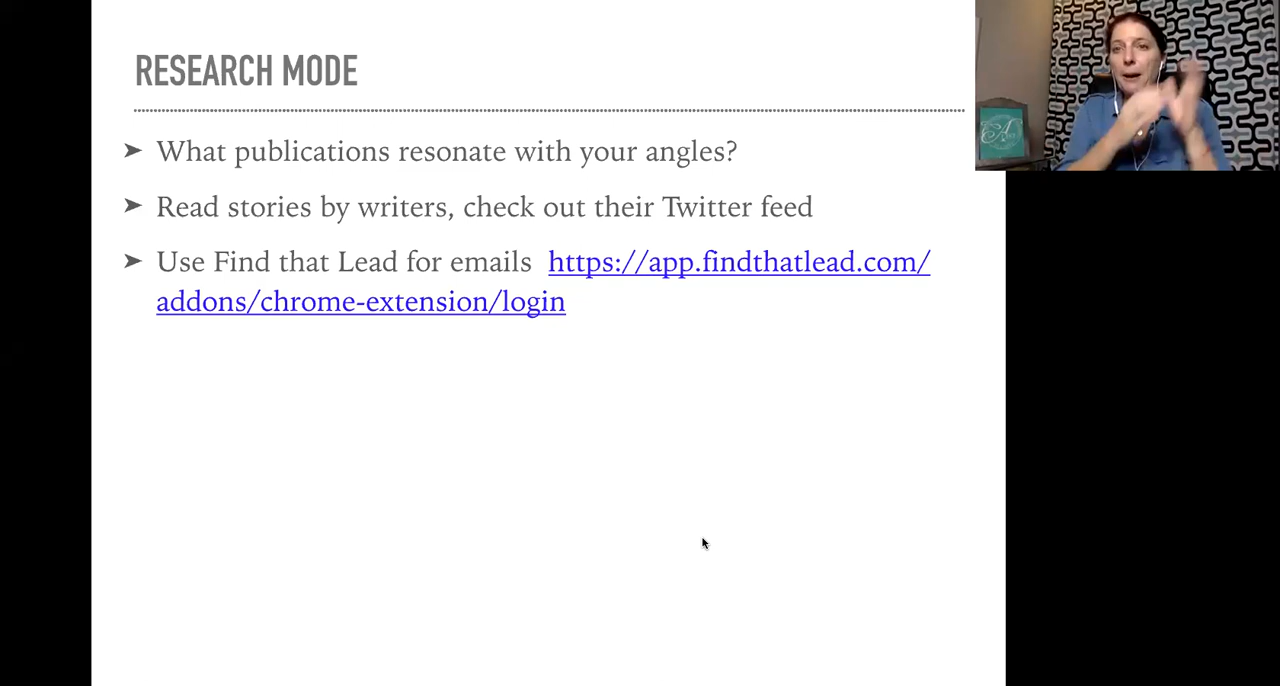 RESEARCH MODE
➤ What publications resonate with your angles?
➤ Read stories by writers, check out their Twitter feed
➤ Use Find that Lead for emails https://app.findthatlead.com/
addons/chrome-extension/login